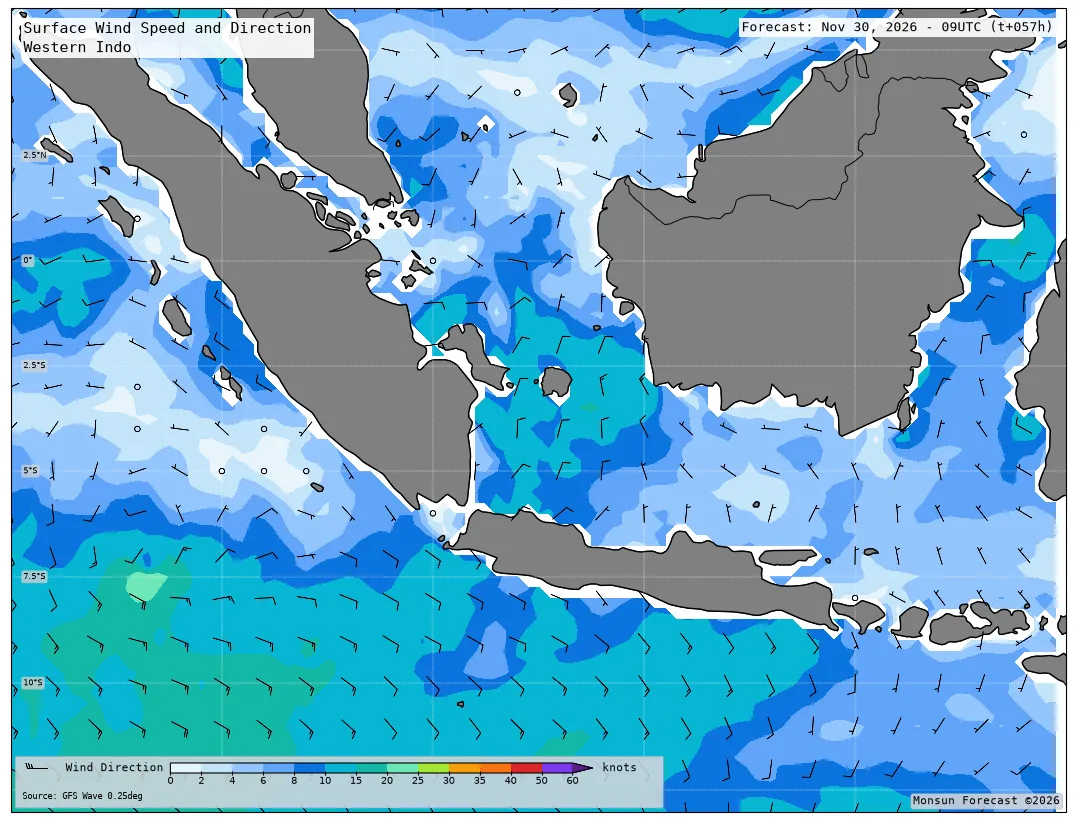 Surface Wind Speed and Direction
Western Indo
Forecast: Nov 30, 2026 - 09UTC (t+057h)
2.5°N
0°
2.5°S
5°S
7.5°S
10°S
Wind Direction
0 2 4 6 8 10 15 20 25 30 35 40 50 60
knots
Source: GFS Wave 0.25deg
Monsun Forecast ©2026